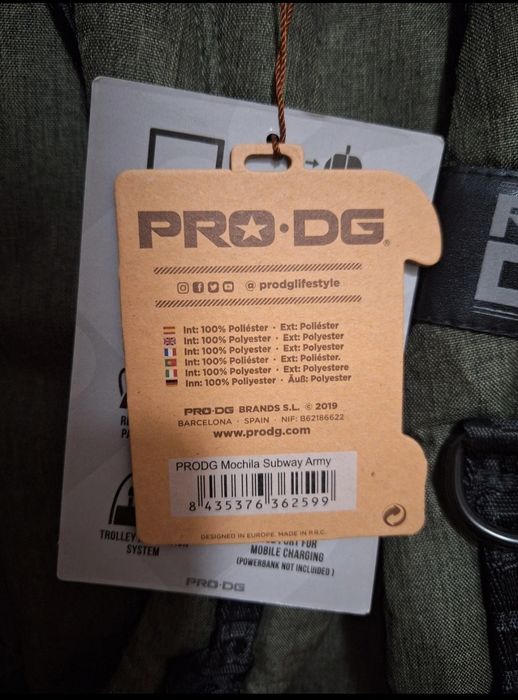 PRO·DG®
@ prodglifestyle
Int: 100% Poliéster · Ext: Poliéster
Int: 100% Polyester · Ext: Polyester
Int: 100% Polyester · Ext: Polyester
Int: 100% Poliéster · Ext: Poliéster.
Int: 100% Polyester · Ext: Polyestere
Inn: 100% Polyester · Äuß: Polyester
PRO·DG BRANDS S.L. © 2019
BARCELONA · SPAIN · NIF: B62186622
www.prodg.com
PRODG Mochila Subway Army
8 435376 362599
DESIGNED IN EUROPE. MADE IN P.R.C.
TROLLEY
SYSTEM
FOR
MOBILE CHARGING
(POWERBANK NOT INCLUDED)
PRO·DG